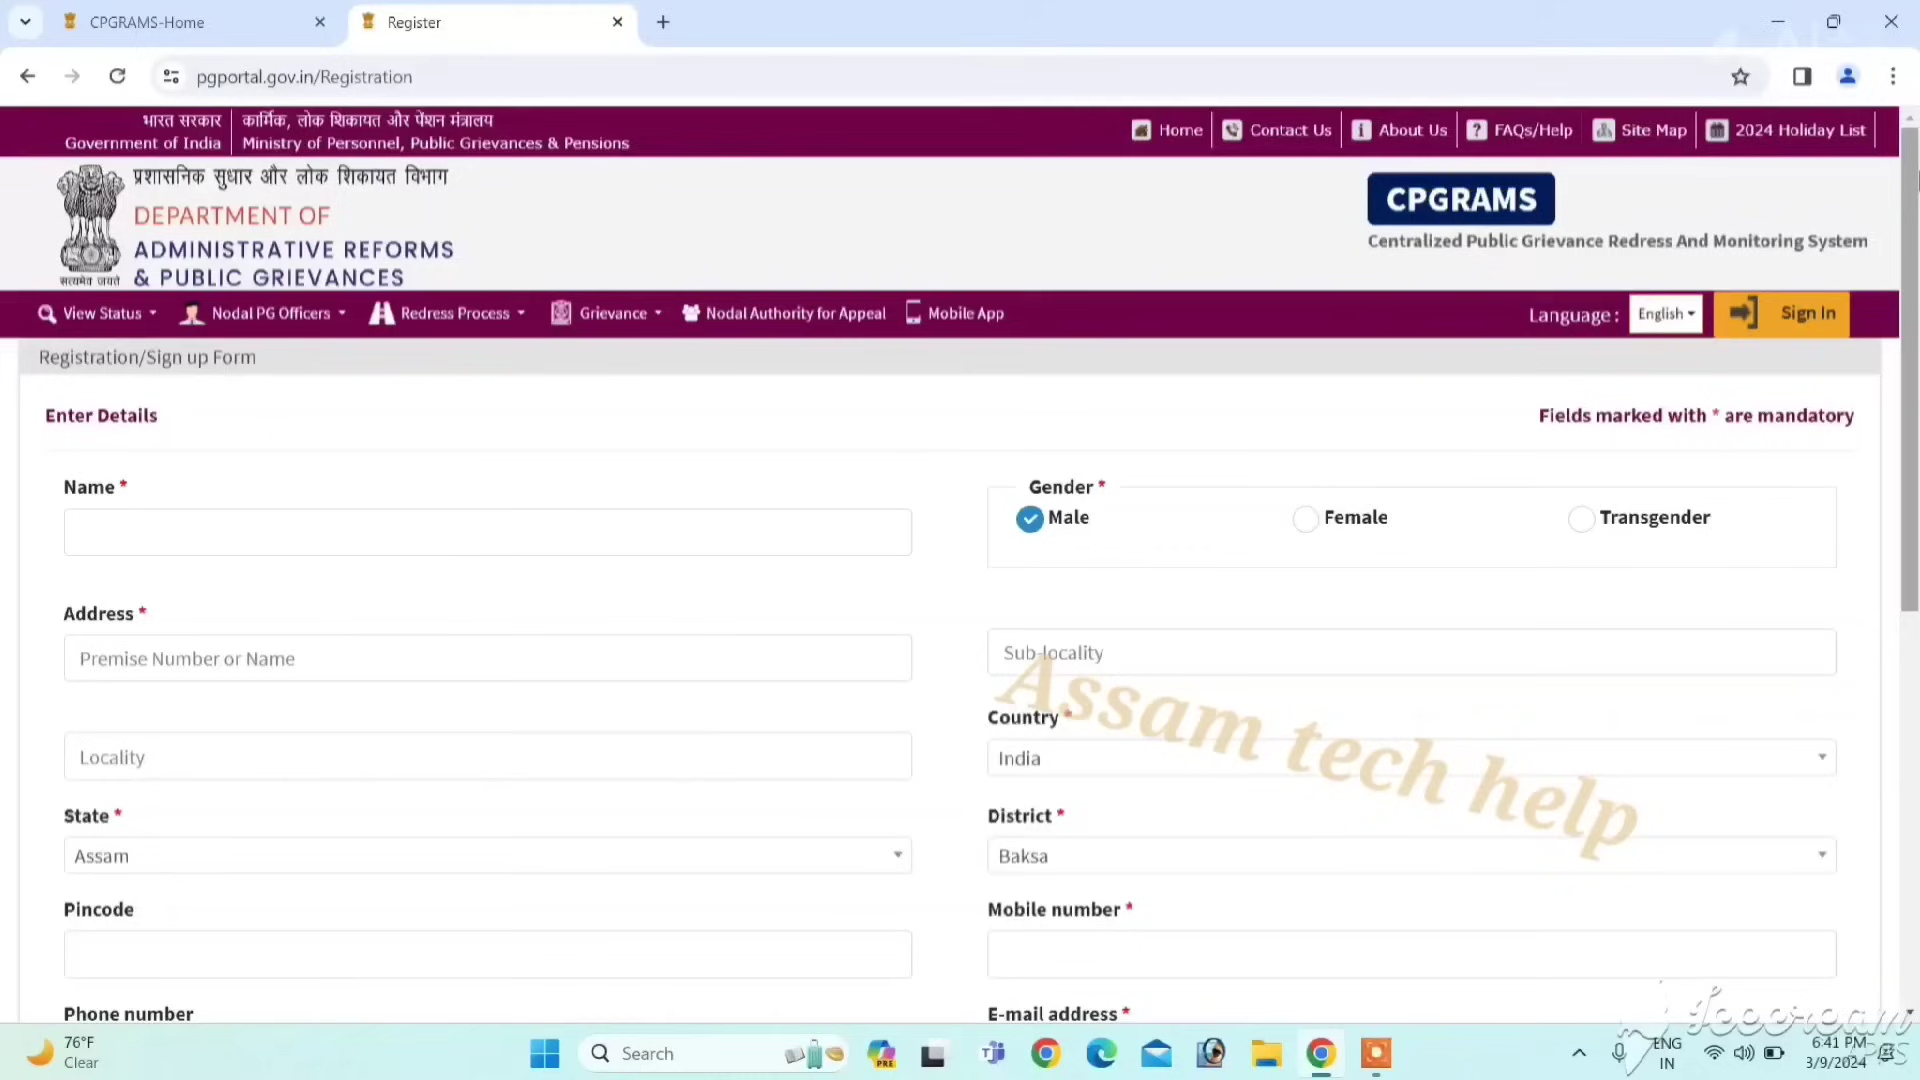 CPGRAMS-Home
Register
pgportal.gov.in/Registration
भारत सरकार
Government of India
कार्मिक, लोक शिकायत और पेंशन मंत्रालय
Ministry of Personnel, Public Grievances & Pensions
Home
Contact Us
About Us
FAQs/Help
Site Map
2024 Holiday List
प्रशासनिक सुधार और लोक शिकायत विभाग
DEPARTMENT OF
ADMINISTRATIVE REFORMS
& PUBLIC GRIEVANCES
सत्यमेव जयते
CPGRAMS
Centralized Public Grievance Redress And Monitoring System
View Status
Nodal PG Officers
Redress Process
Grievance
Nodal Authority for Appeal
Mobile App
Language :
English
Sign In
Registration/Sign up Form
Enter Details
Fields marked with * are mandatory
Name *
Gender *
Male
Female
Transgender
Address *
Premise Number or Name
Sub-locality
Assam tech help
Country *
Locality
India
State *
District *
Assam
Baksa
Pincode
Mobile number *
Phone number
E-mail address *
76°F
Clear
Search
PRE
ENG
IN
6:41 PM
3/9/2024
Icecream